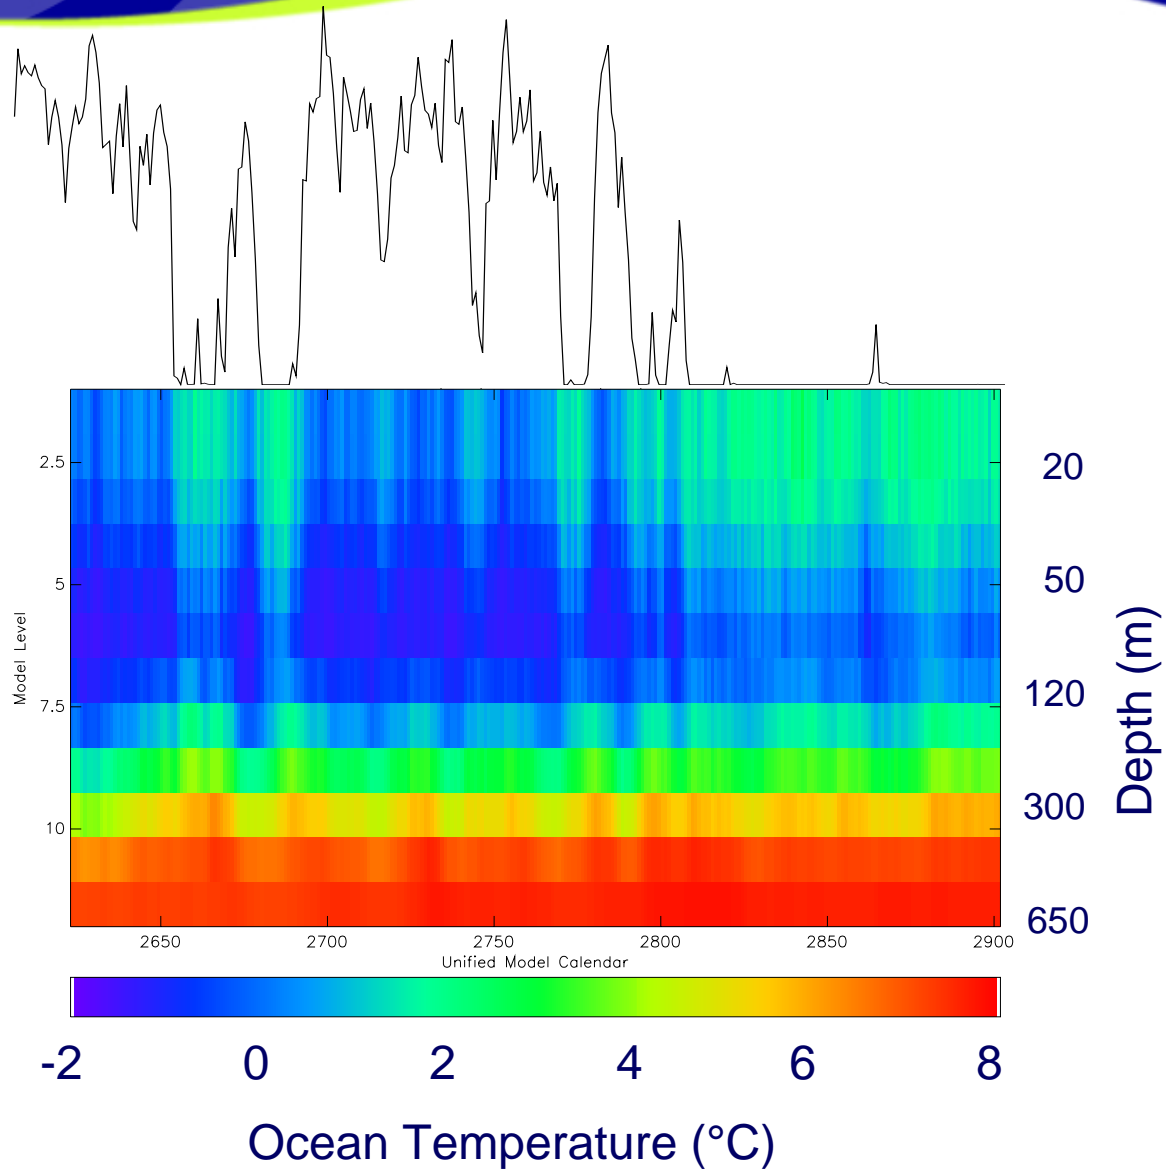 2.5
5
7.5
10
Model Level
20
50
120
300
650
Depth (m)
2650 2700 2750 2800 2850 2900
Unified Model Calendar
-2 0 2 4 6 8
Ocean Temperature (°C)